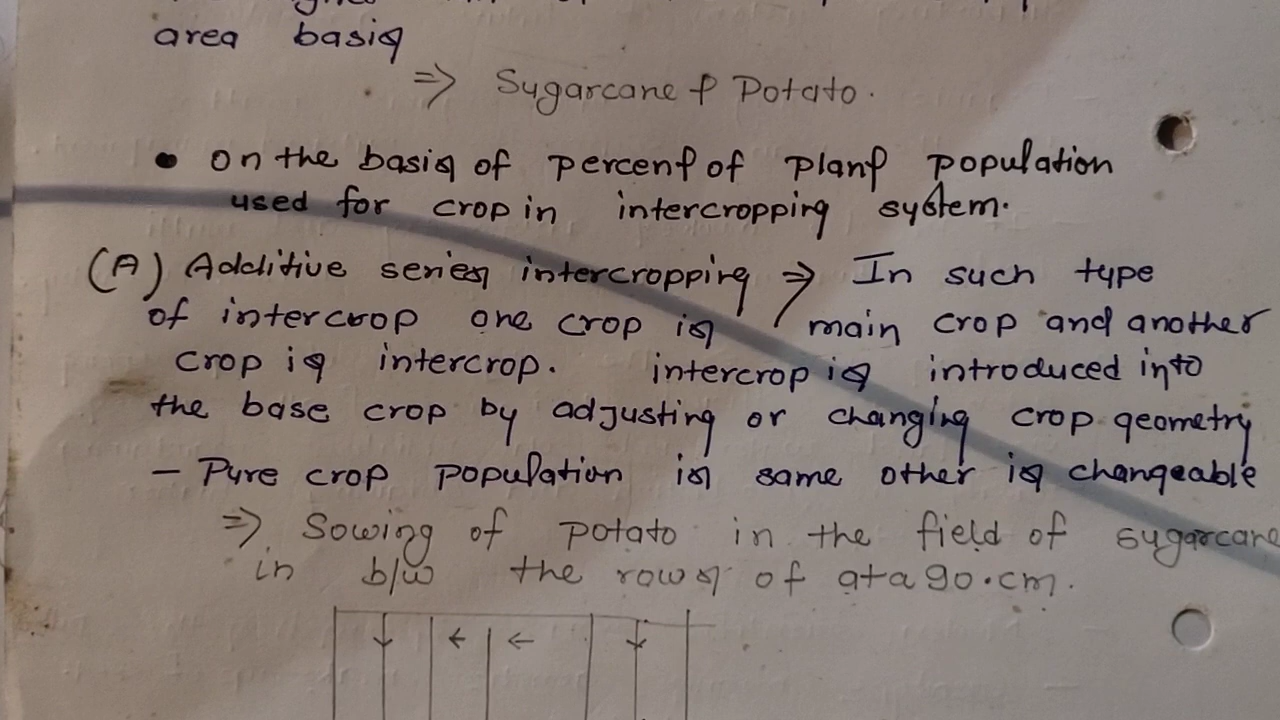 area basis
⇒ Sugarcane + Potato.
• on the basis of percent of plant population
used for crop in intercropping system.
(A) Additive series intercropping ⇒ In such type
of intercoop one crop is main crop and another
crop is intercrop. intercrop is introduced into
the base crop by adjusting or changing crop geometry
- Pure crop population is same other is changeable
⇒ Sowing of potato in the field of sugarcane
in b/w the rows of at a 90.cm.